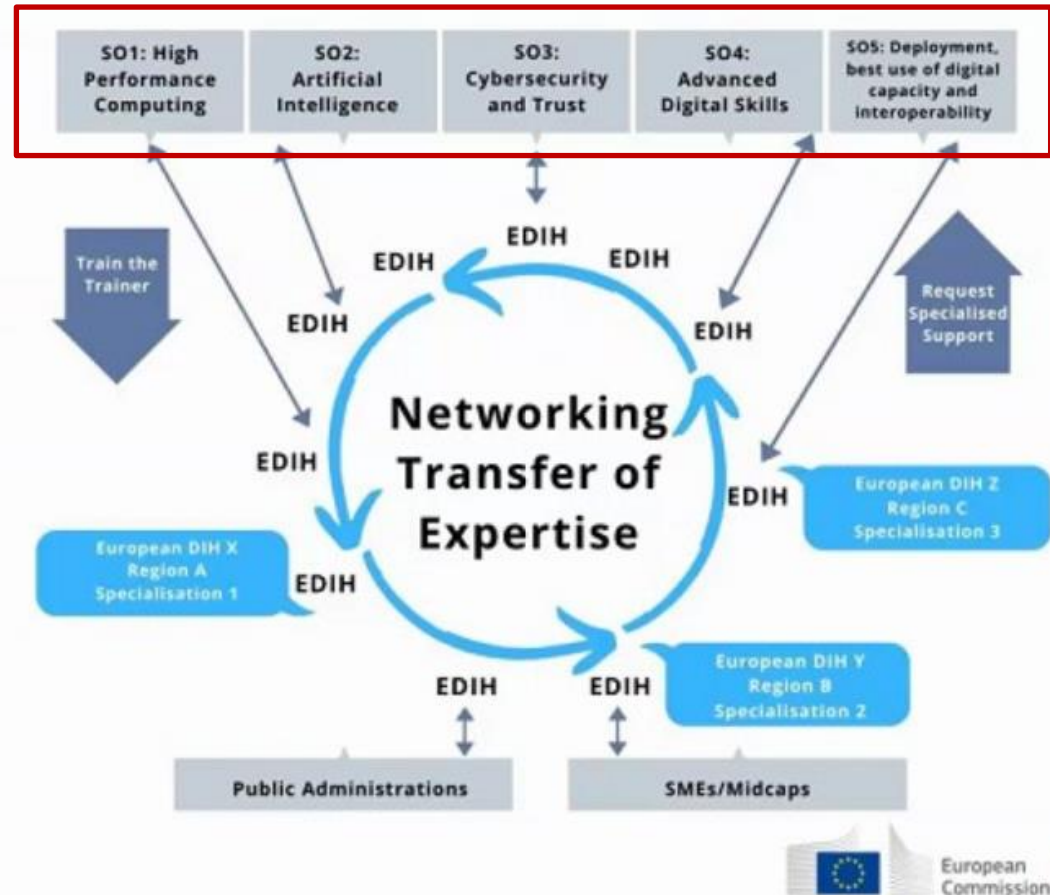 SO1: High
Performance
Computing
SO2:
Artificial
Intelligence
SO3:
Cybersecurity
and Trust
SO4:
Advanced
Digital Skills
SO5: Deployment,
best use of digital
capacity and
interoperability
Train the
Trainer
EDIH
EDIH
EDIH
EDIH
EDIH
Request
Specialised
Support
Networking
Transfer of
Expertise
EDIH
EDIH
European DIH Z
Region C
Specialisation 3
European DIH X
Region A
Specialisation 1
EDIH
EDIH
EDIH
European DIH Y
Region B
Specialisation 2
Public Administrations
SMEs/Midcaps
European
Commission